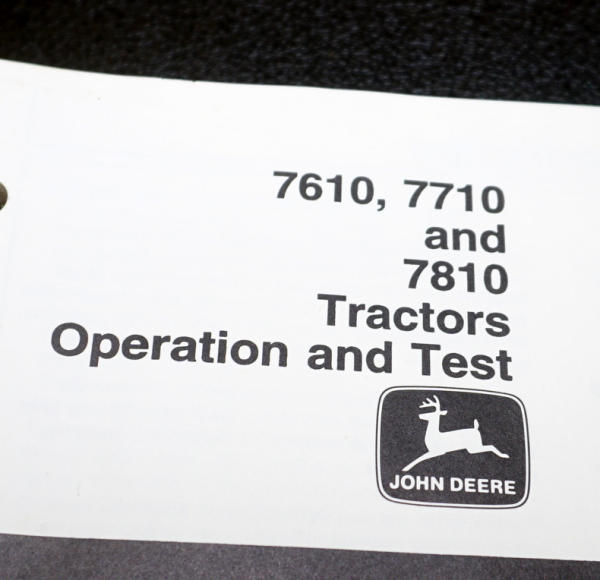 7610, 7710
and
7810
Tractors
Operation and Test
JOHN DEERE